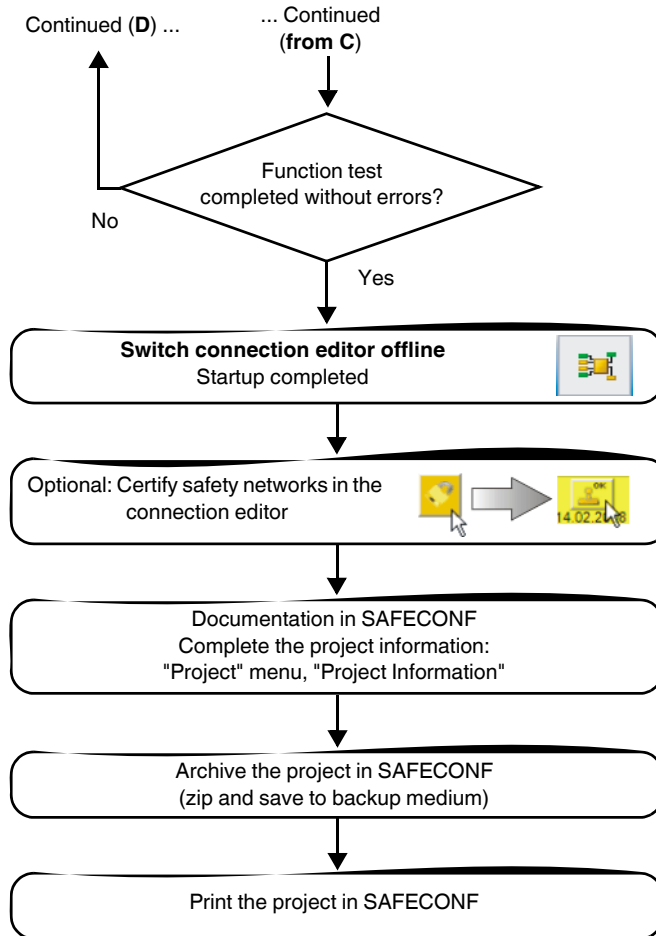 Continued (D) ...
... Continued
(from C)
Function test
completed without errors?
No
Yes
Switch connection editor offline
Startup completed
Optional: Certify safety networks in the
connection editor
OK
Documentation in SAFECONF
Complete the project information:
"Project" menu, "Project Information"
Archive the project in SAFECONF
(zip and save to backup medium)
Print the project in SAFECONF